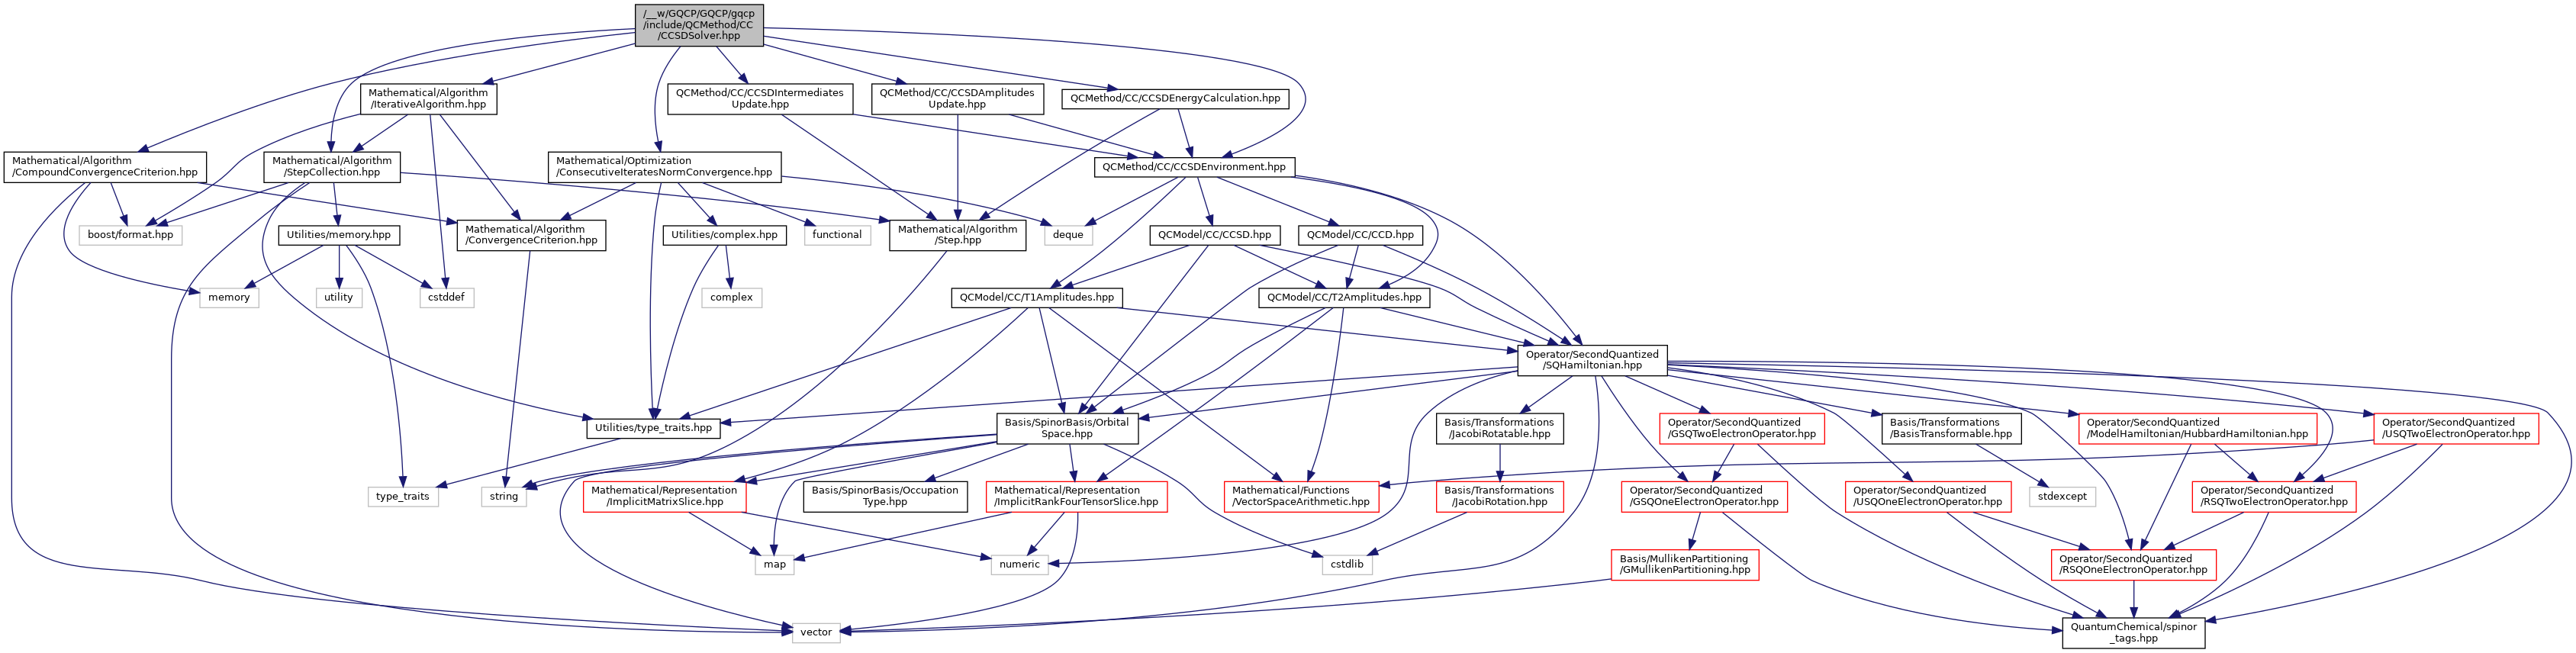 /__w/GQCP/GQCP/gqcp
/include/QCMethod/CC
/CCSDSolver.hpp
Mathematical/Algorithm
/IterativeAlgorithm.hpp
QCMethod/CC/CCSDIntermediates
Update.hpp
QCMethod/CC/CCSDAmplitudes
Update.hpp
QCMethod/CC/CCSDEnergyCalculation.hpp
Mathematical/Algorithm
/CompoundConvergenceCriterion.hpp
Mathematical/Algorithm
/StepCollection.hpp
Mathematical/Optimization
/ConsecutiveIteratesNormConvergence.hpp
QCMethod/CC/CCSDEnvironment.hpp
boost/format.hpp
Utilities/memory.hpp
Mathematical/Algorithm
/ConvergenceCriterion.hpp
Utilities/complex.hpp
functional
Mathematical/Algorithm
/Step.hpp
deque
QCModel/CC/CCSD.hpp
QCModel/CC/CCD.hpp
memory
utility
cstddef
complex
QCModel/CC/T1Amplitudes.hpp
QCModel/CC/T2Amplitudes.hpp
Operator/SecondQuantized
/SQHamiltonian.hpp
Utilities/type_traits.hpp
Basis/SpinorBasis/Orbital
Space.hpp
Basis/Transformations
/JacobiRotatable.hpp
Operator/SecondQuantized
/GSQTwoElectronOperator.hpp
Basis/Transformations
/BasisTransformable.hpp
Operator/SecondQuantized
/ModelHamiltonian/HubbardHamiltonian.hpp
Operator/SecondQuantized
/USQTwoElectronOperator.hpp
type_traits
string
Mathematical/Representation
/ImplicitMatrixSlice.hpp
Basis/SpinorBasis/Occupation
Type.hpp
Mathematical/Representation
/ImplicitRankFourTensorSlice.hpp
Mathematical/Functions
/VectorSpaceArithmetic.hpp
Basis/Transformations
/JacobiRotation.hpp
Operator/SecondQuantized
/GSQOneElectronOperator.hpp
Operator/SecondQuantized
/USQOneElectronOperator.hpp
stdexcept
Operator/SecondQuantized
/RSQTwoElectronOperator.hpp
map
numeric
cstdlib
Basis/MullikenPartitioning
/GMullikenPartitioning.hpp
Operator/SecondQuantized
/RSQOneElectronOperator.hpp
vector
QuantumChemical/spinor
_tags.hpp